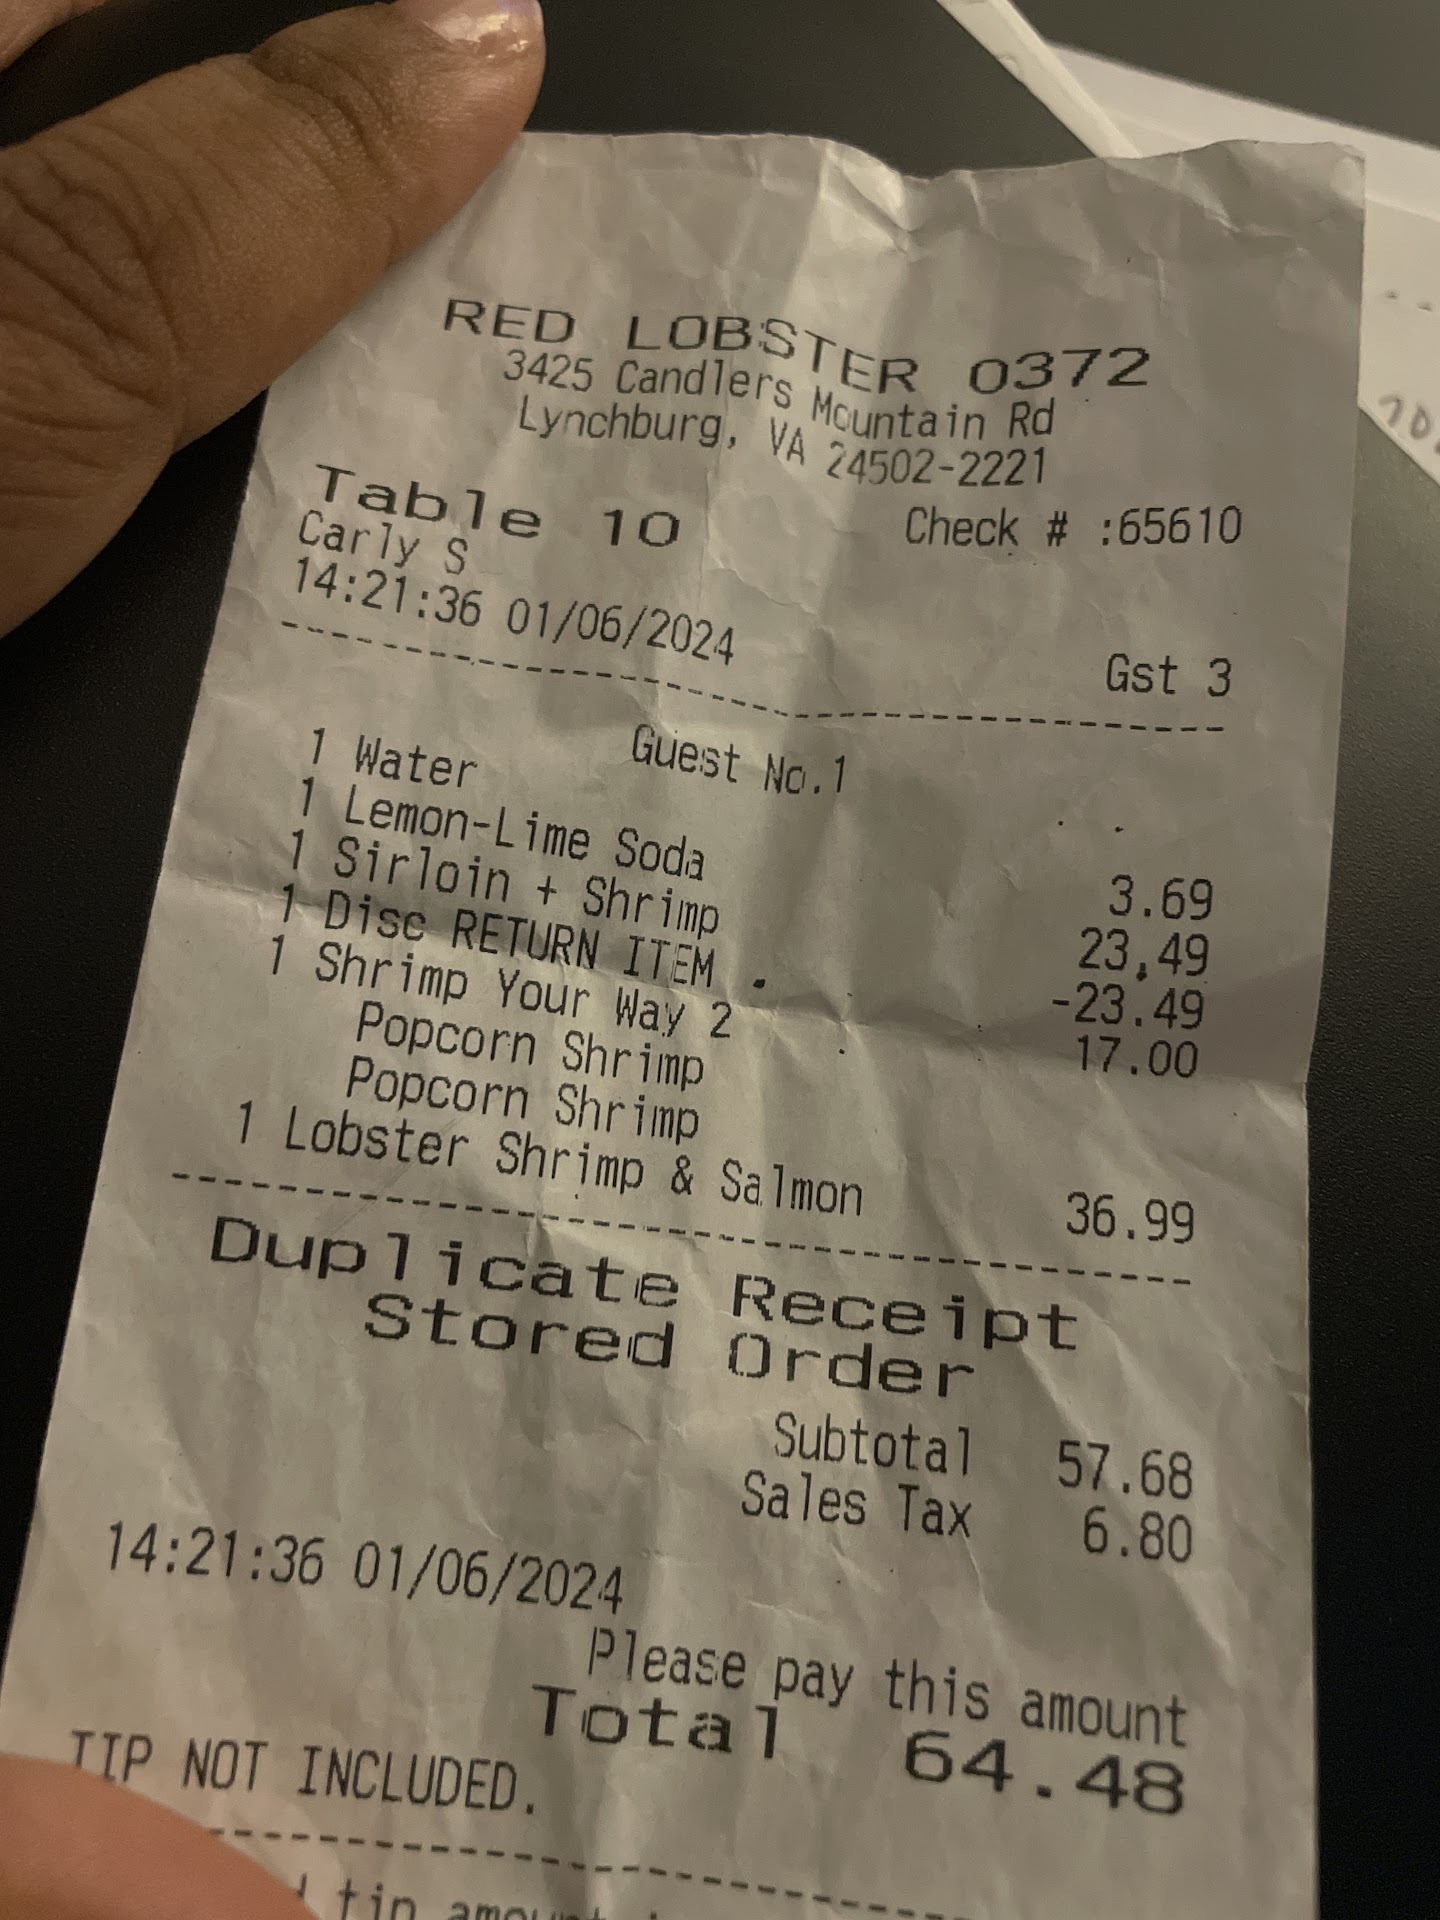 RED LOBSTER 0372
3425 Candlers Mountain Rd
Lynchburg, VA 24502-2221
Table 10 Check # :65610
Carly S
14:21:36 01/06/2024
Gst 3
Guest No.1
1 Water
1 Lemon-Lime Soda 3.69
1 Sirloin + Shrimp 23.49
1 Disc RETURN ITEM . -23.49
1 Shrimp Your Way 2 17.00
Popcorn Shrimp
Popcorn Shrimp
1 Lobster Shrimp & Salmon 36.99
Duplicate Receipt
Stored Order
Subtotal 57.68
Sales Tax 6.80
14:21:36 01/06/2024
Please pay this amount
Total 64.48
TIP NOT INCLUDED.
tip amount